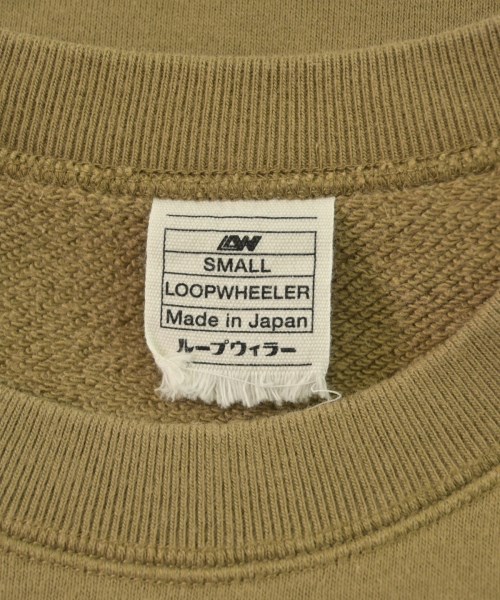 LW
SMALL
LOOPWHEELER
Made in Japan
ループウィラー